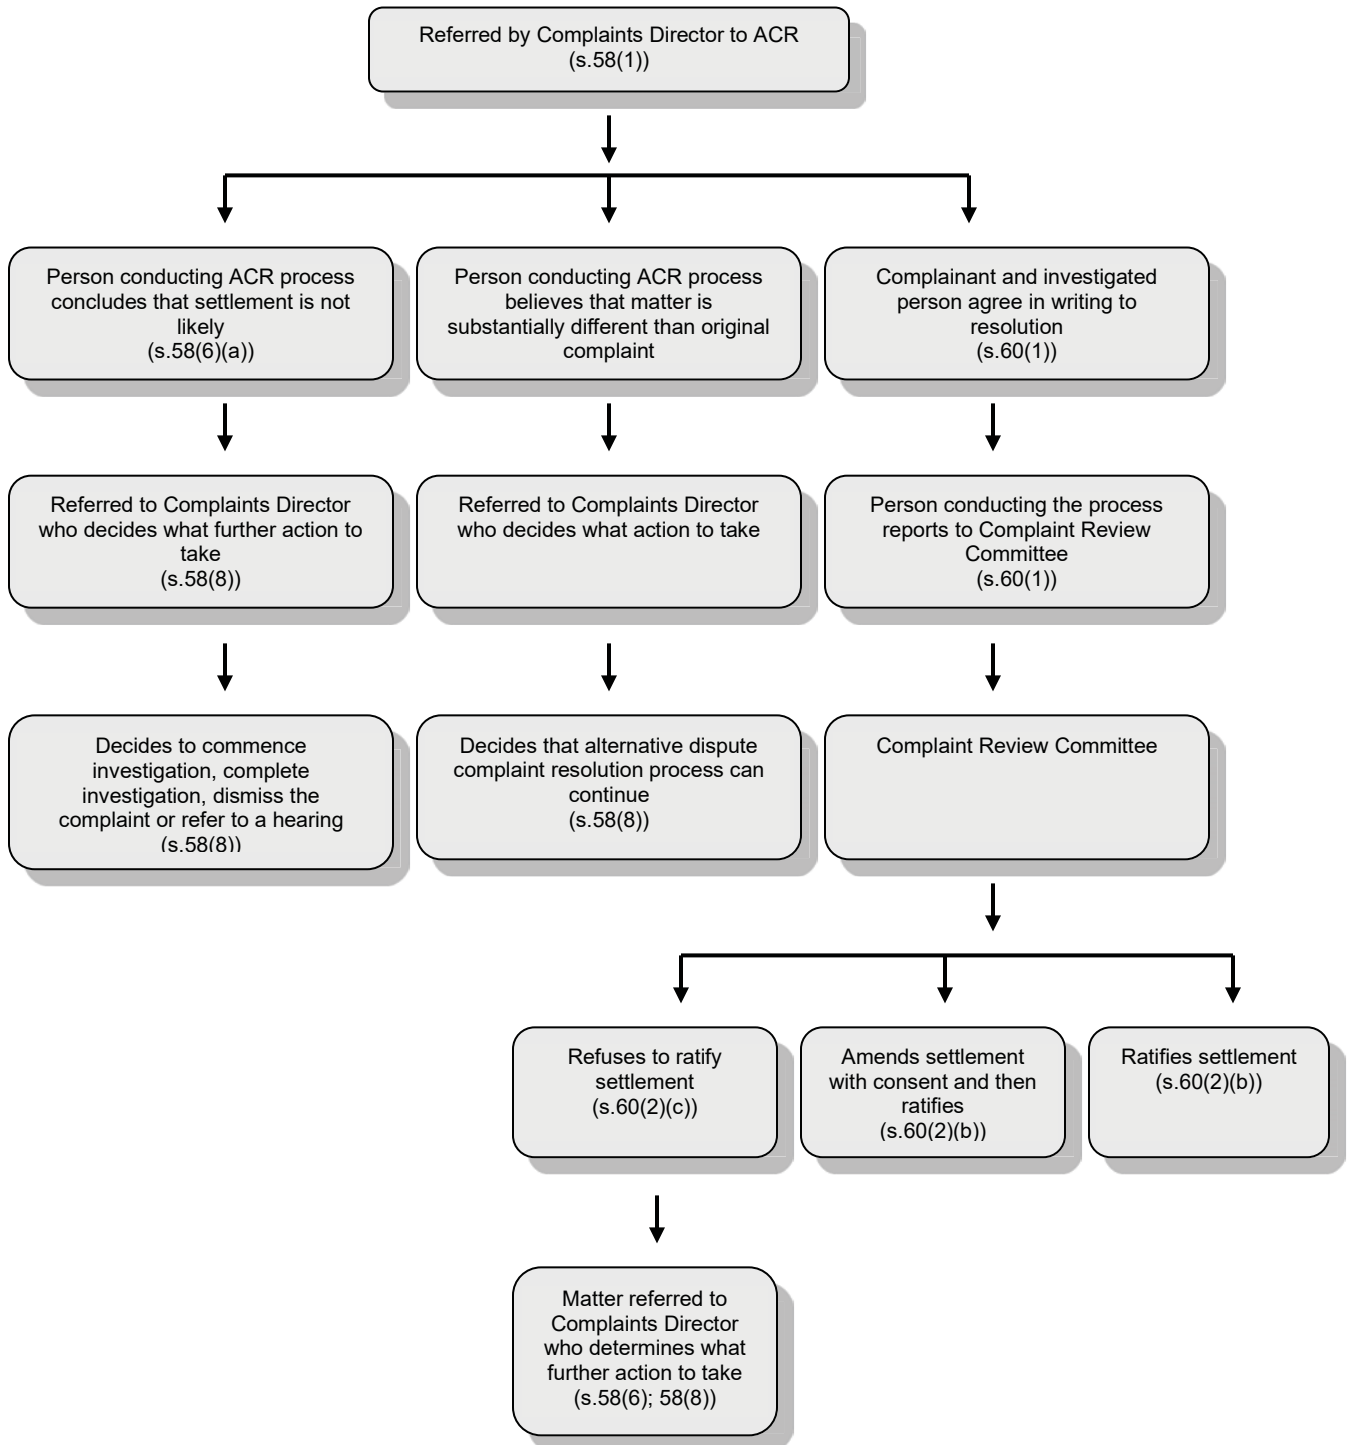 Referred by Complaints Director to ACR
(s.58(1))
Person conducting ACR process
concludes that settlement is not
likely
(s.58(6)(a))
Person conducting ACR process
believes that matter is
substantially different than original
complaint
Complainant and investigated
person agree in writing to
resolution
(s.60(1))
Referred to Complaints Director
who decides what further action to
take
(s.58(8))
Referred to Complaints Director
who decides what action to take
Person conducting the process
reports to Complaint Review
Committee
(s.60(1))
Decides to commence
investigation, complete
investigation, dismiss the
complaint or refer to a hearing
(s.58(8))
Decides that alternative dispute
complaint resolution process can
continue
(s.58(8))
Complaint Review Committee
Refuses to ratify
settlement
(s.60(2)(c))
Amends settlement
with consent and then
ratifies
(s.60(2)(b))
Ratifies settlement
(s.60(2)(b))
Matter referred to
Complaints Director
who determines what
further action to take
(s.58(6); 58(8))